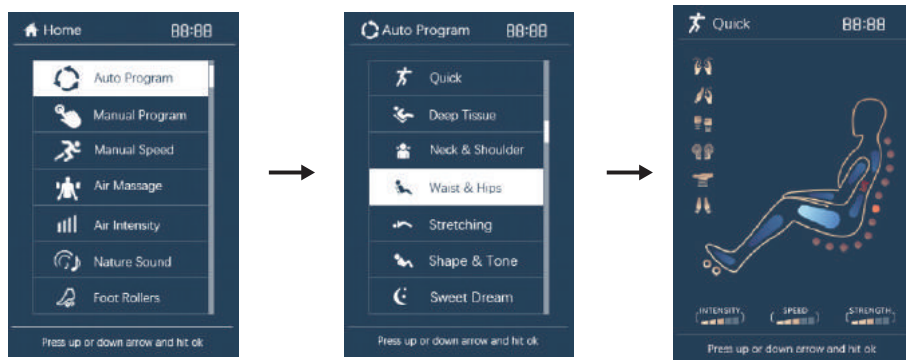 Home 88:88
Auto Program
Manual Program
Manual Speed
Air Massage
Air Intensity
Nature Sound
Foot Rollers
Press up or down arrow and hit ok
Auto Program 88:88
Quick
Deep Tissue
Neck & Shoulder
Waist & Hips
Stretching
Shape & Tone
Sweet Dream
Press up or down arrow and hit ok
Quick 88:88
INTENSITY SPEED STRENGTH
Press up or down arrow and hit ok